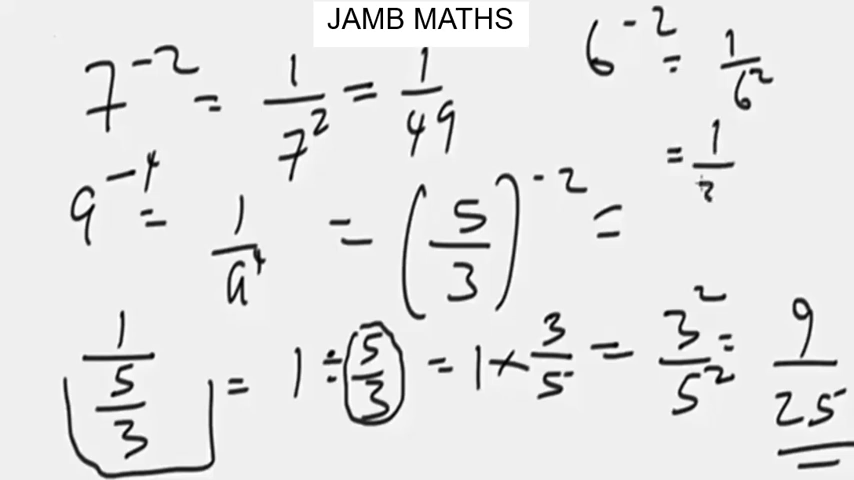 JAMB MATHS
7⁻² = 1/7² = 1/49
6⁻² = 1/6²
= 1/3
9⁻⁴ = 1/9⁴ = (5/3)⁻² =
1/(5/3) = 1 ÷ 5/3 = 1 × 3/5 = 3²/5² = 9/25